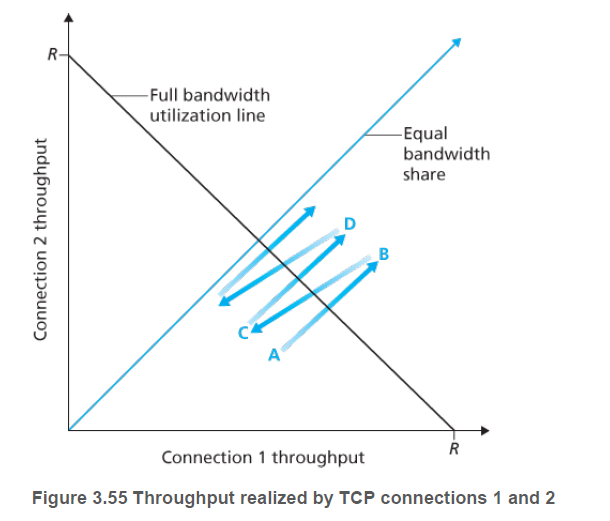 R
Full bandwidth
utilization line
Equal
bandwidth
share
Connection 2 throughput
D
B
C
A
Connection 1 throughput
R
Figure 3.55 Throughput realized by TCP connections 1 and 2